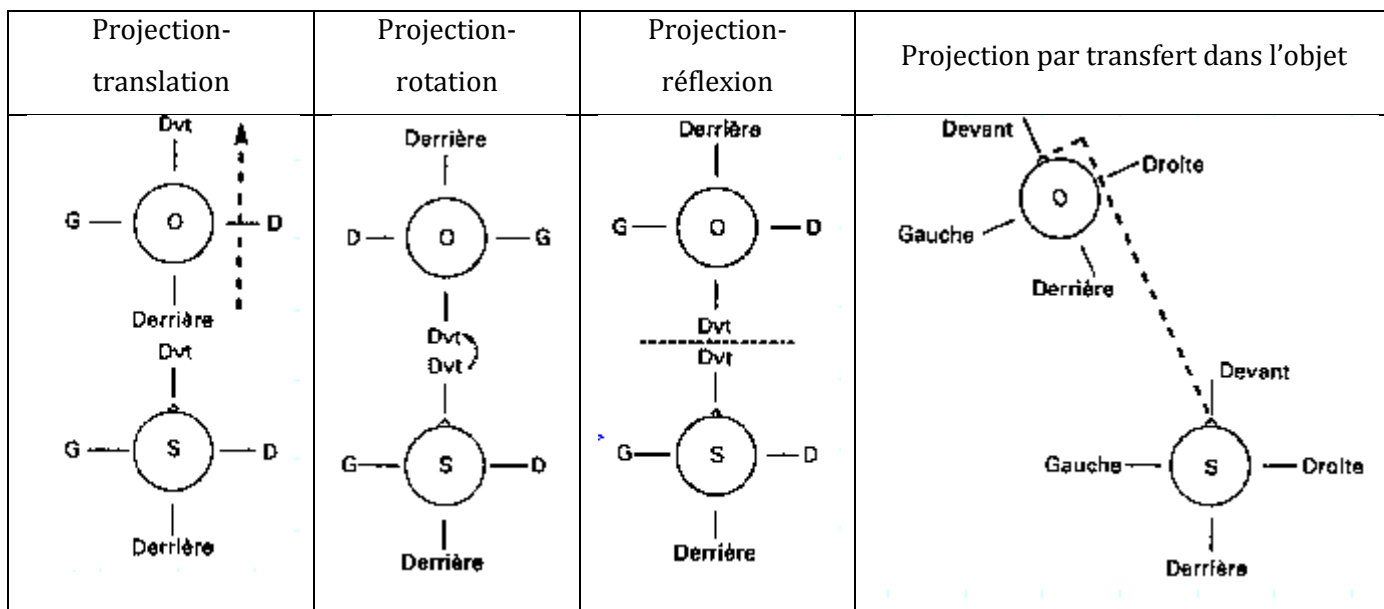 Projection-
translation
Projection-
rotation
Projection-
réflexion
Projection par transfert dans l’objet
Dvt
G O D
Derrière
Dvt
G S D
Derrière
Derrière
D O G
Dvt
Dvt
G S D
Derrière
Derrière
G O D
Dvt
Dvt
G S D
Derrière
Devant
Droite
O
Gauche
Derrière
Devant
Gauche S Droite
Derrière